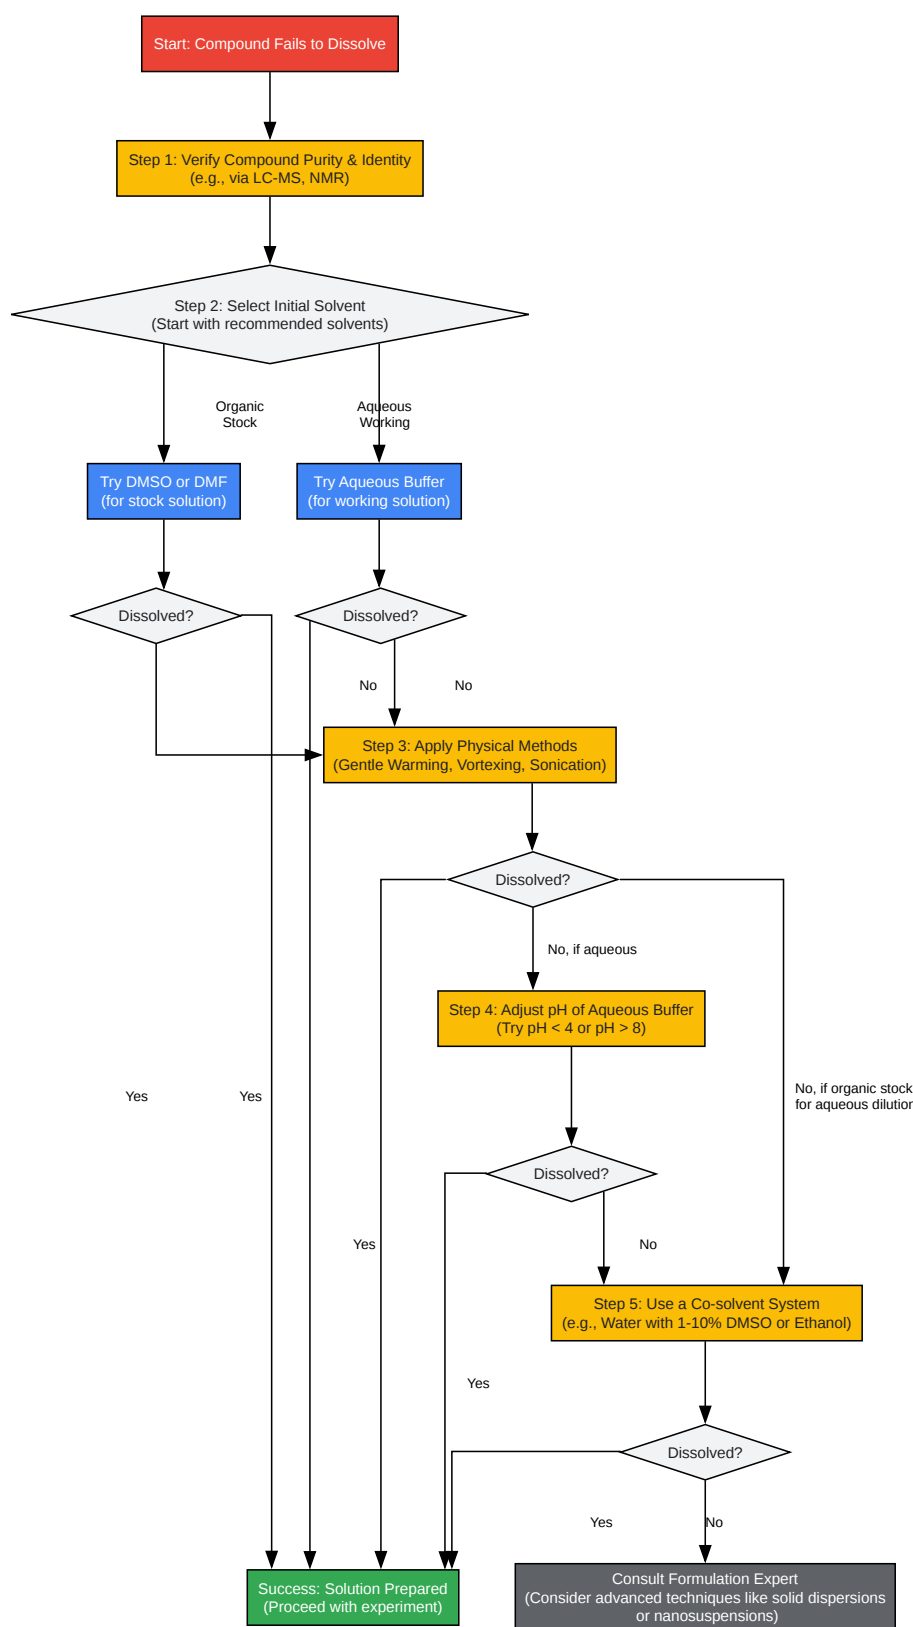 Start: Compound Fails to Dissolve
Step 1: Verify Compound Purity & Identity
(e.g., via LC-MS, NMR)
Step 2: Select Initial Solvent
(Start with recommended solvents)
Organic
Stock
Aqueous
Working
Try DMSO or DMF
(for stock solution)
Try Aqueous Buffer
(for working solution)
Dissolved?
Dissolved?
No
No
Step 3: Apply Physical Methods
(Gentle Warming, Vortexing, Sonication)
Dissolved?
No, if aqueous
Step 4: Adjust pH of Aqueous Buffer
(Try pH < 4 or pH > 8)
Yes
Yes
No, if organic stock
for aqueous dilution
Dissolved?
Yes
No
Step 5: Use a Co-solvent System
(e.g., Water with 1-10% DMSO or Ethanol)
Yes
Dissolved?
Yes
No
Success: Solution Prepared
(Proceed with experiment)
Consult Formulation Expert
(Consider advanced techniques like solid dispersions
or nanosuspensions)